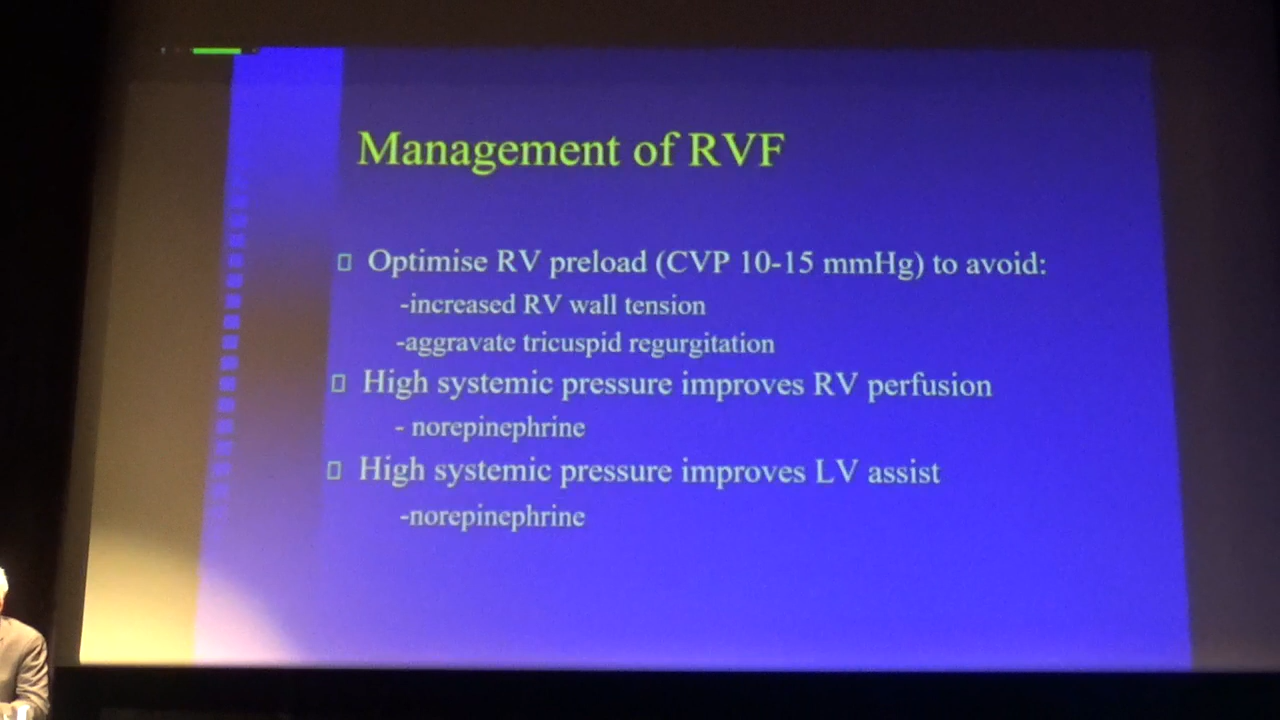 Management of RVF
▯ Optimise RV preload (CVP 10-15 mmHg) to avoid:
-increased RV wall tension
-aggravate tricuspid regurgitation
▯ High systemic pressure improves RV perfusion
- norepinephrine
▯ High systemic pressure improves LV assist
-norepinephrine